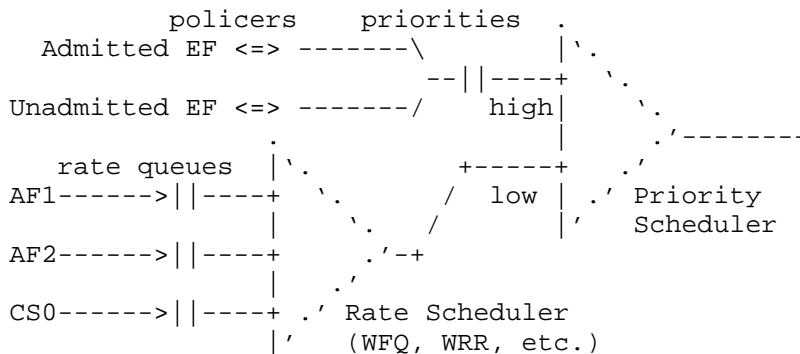 policers    priorities  .
  Admitted EF <=> -------\            |`.
                          --||----+   `.
Unadmitted EF <=> -------/     high|    `.
                .                    |     .'--------
   rate queues  |`.         +-----+    .'
AF1------>||----+  `.      /  low |  .' Priority
                |    `.   /       |'    Scheduler
AF2------>||----+    .'-+
                |   .'
CS0------>||----+ .' Rate Scheduler
                |'   (WFQ, WRR, etc.)